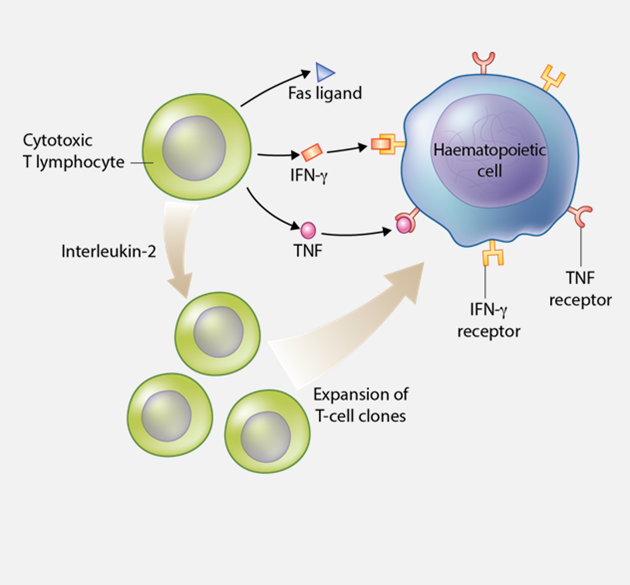 Fas ligand
Cytotoxic
T lymphocyte
Haematopoietic
cell
IFN-γ
TNF
Interleukin-2
TNF
receptor
IFN-γ
receptor
Expansion of
T-cell clones